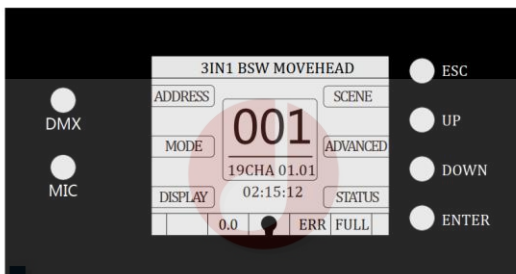 3IN1 BSW MOVEHEAD
ESC
ADDRESS
SCENE
001
UP
DMX
MODE
ADVANCED
19CHA 01.01
DOWN
MIC
DISPLAY
02:15:12
STATUS
0.0
ERR
FULL
ENTER